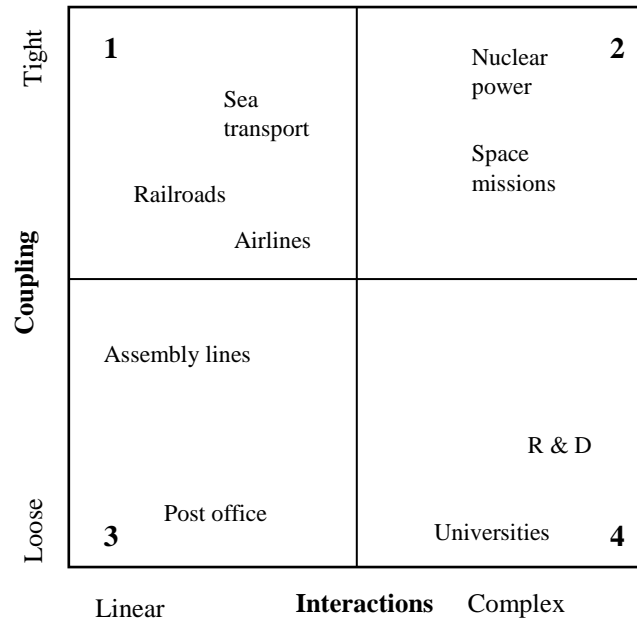 Tight
Coupling
Loose
1
Sea
transport
Railroads
Airlines
2
Nuclear
power
Space
missions
Assembly lines
Post office
3
R & D
Universities
4
Linear
Interactions
Complex